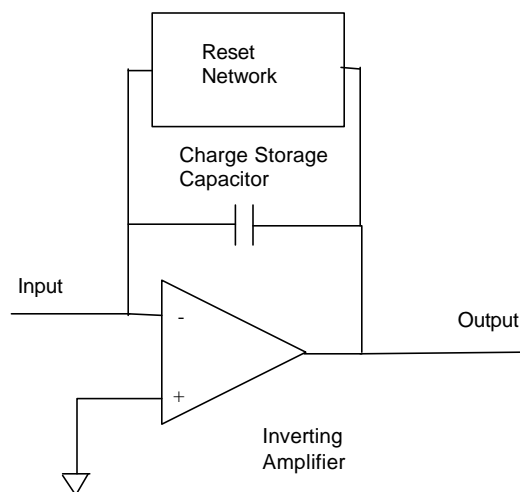 Reset
Network
Charge Storage
Capacitor
Input
-
Output
+
Inverting
Amplifier